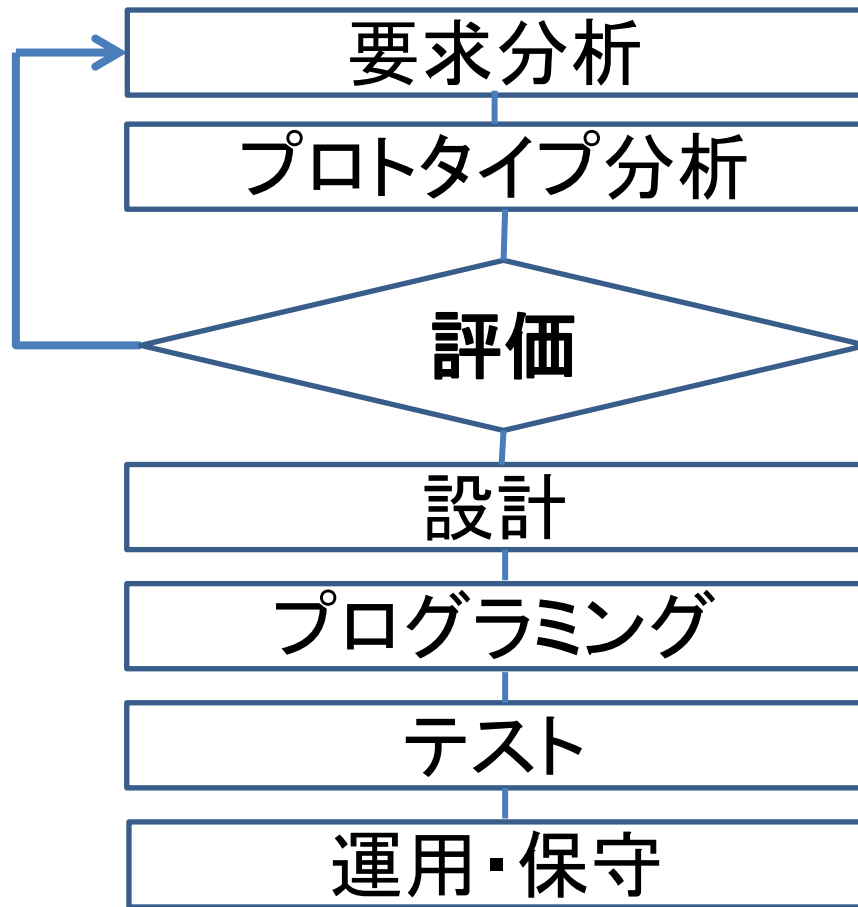 要求分析
プロトタイプ分析
評価
設計
プログラミング
テスト
運用・保守